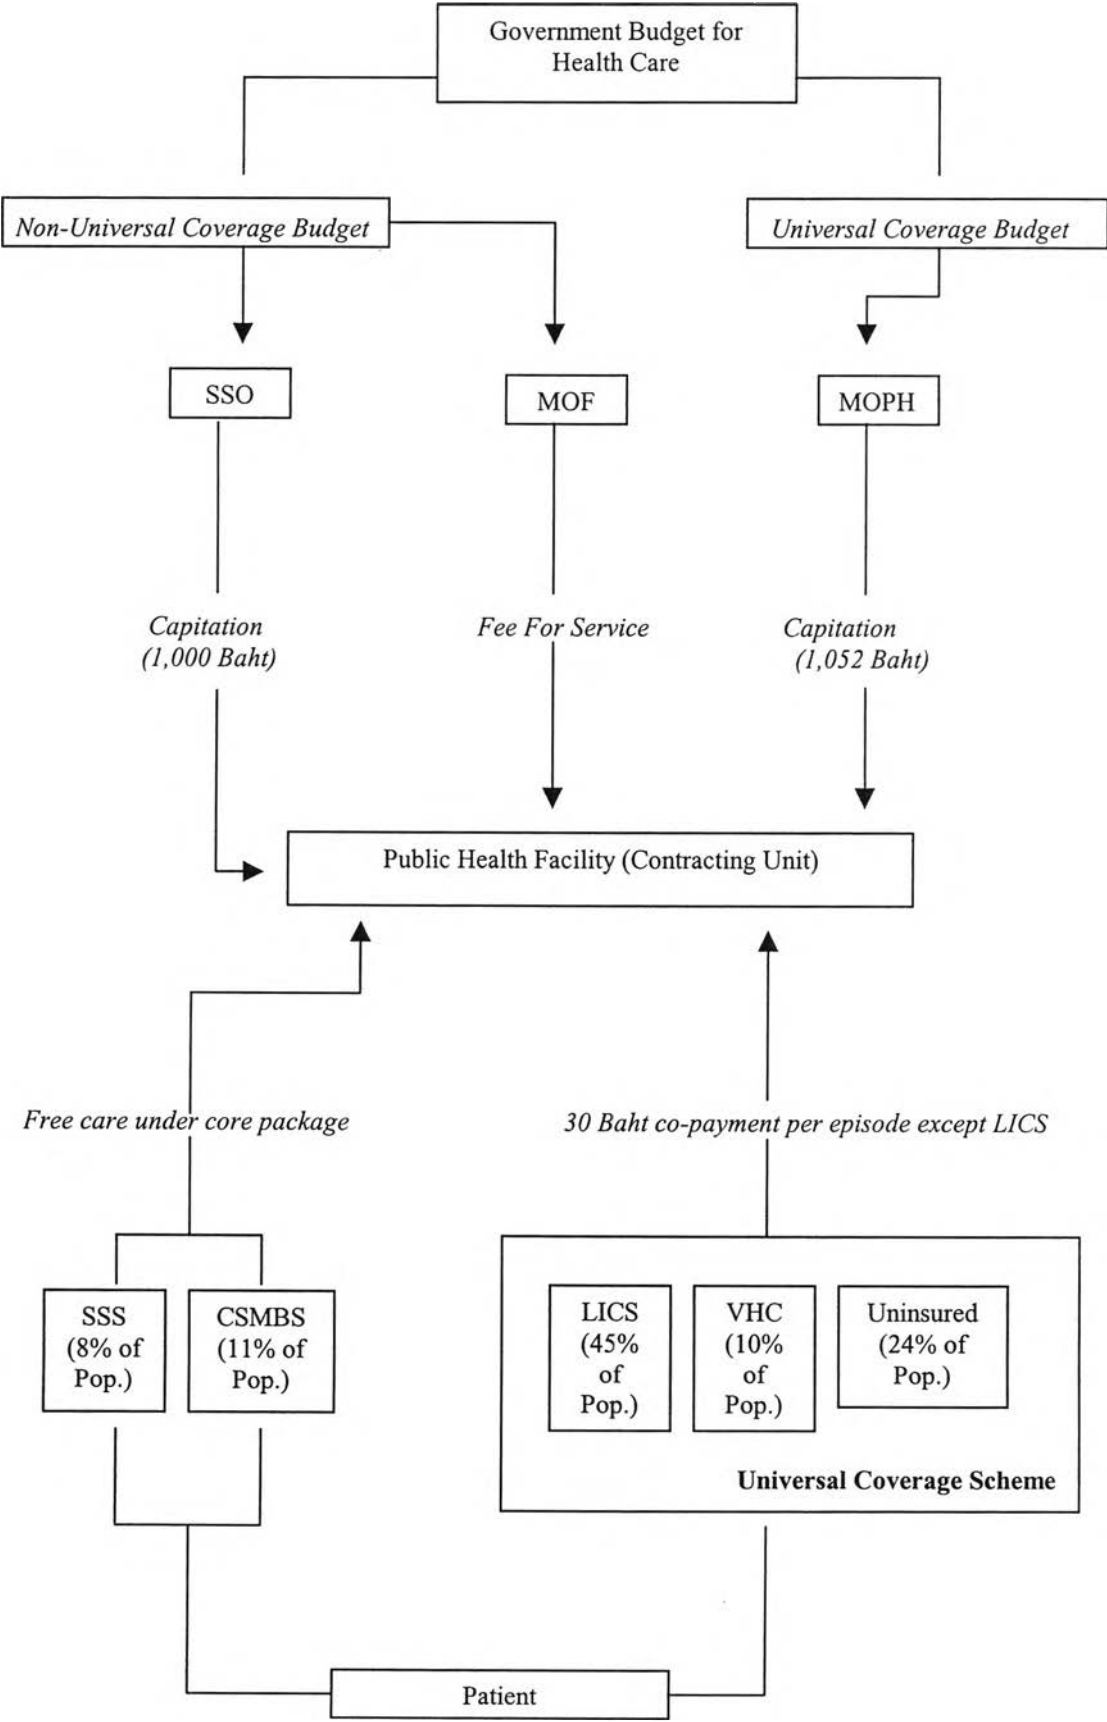 Government Budget for
Health Care
Non-Universal Coverage Budget
Universal Coverage Budget
SSO
MOF
MOPH
Capitation
(1,000 Baht)
Fee For Service
Capitation
(1,052 Baht)
Public Health Facility (Contracting Unit)
Free care under core package
30 Baht co-payment per episode except LICS
SSS
(8% of
Pop.)
CSMBS
(11% of
Pop.)
LICS
(45%
of
Pop.)
VHC
(10%
of
Pop.)
Uninsured
(24% of
Pop.)
Universal Coverage Scheme
Patient